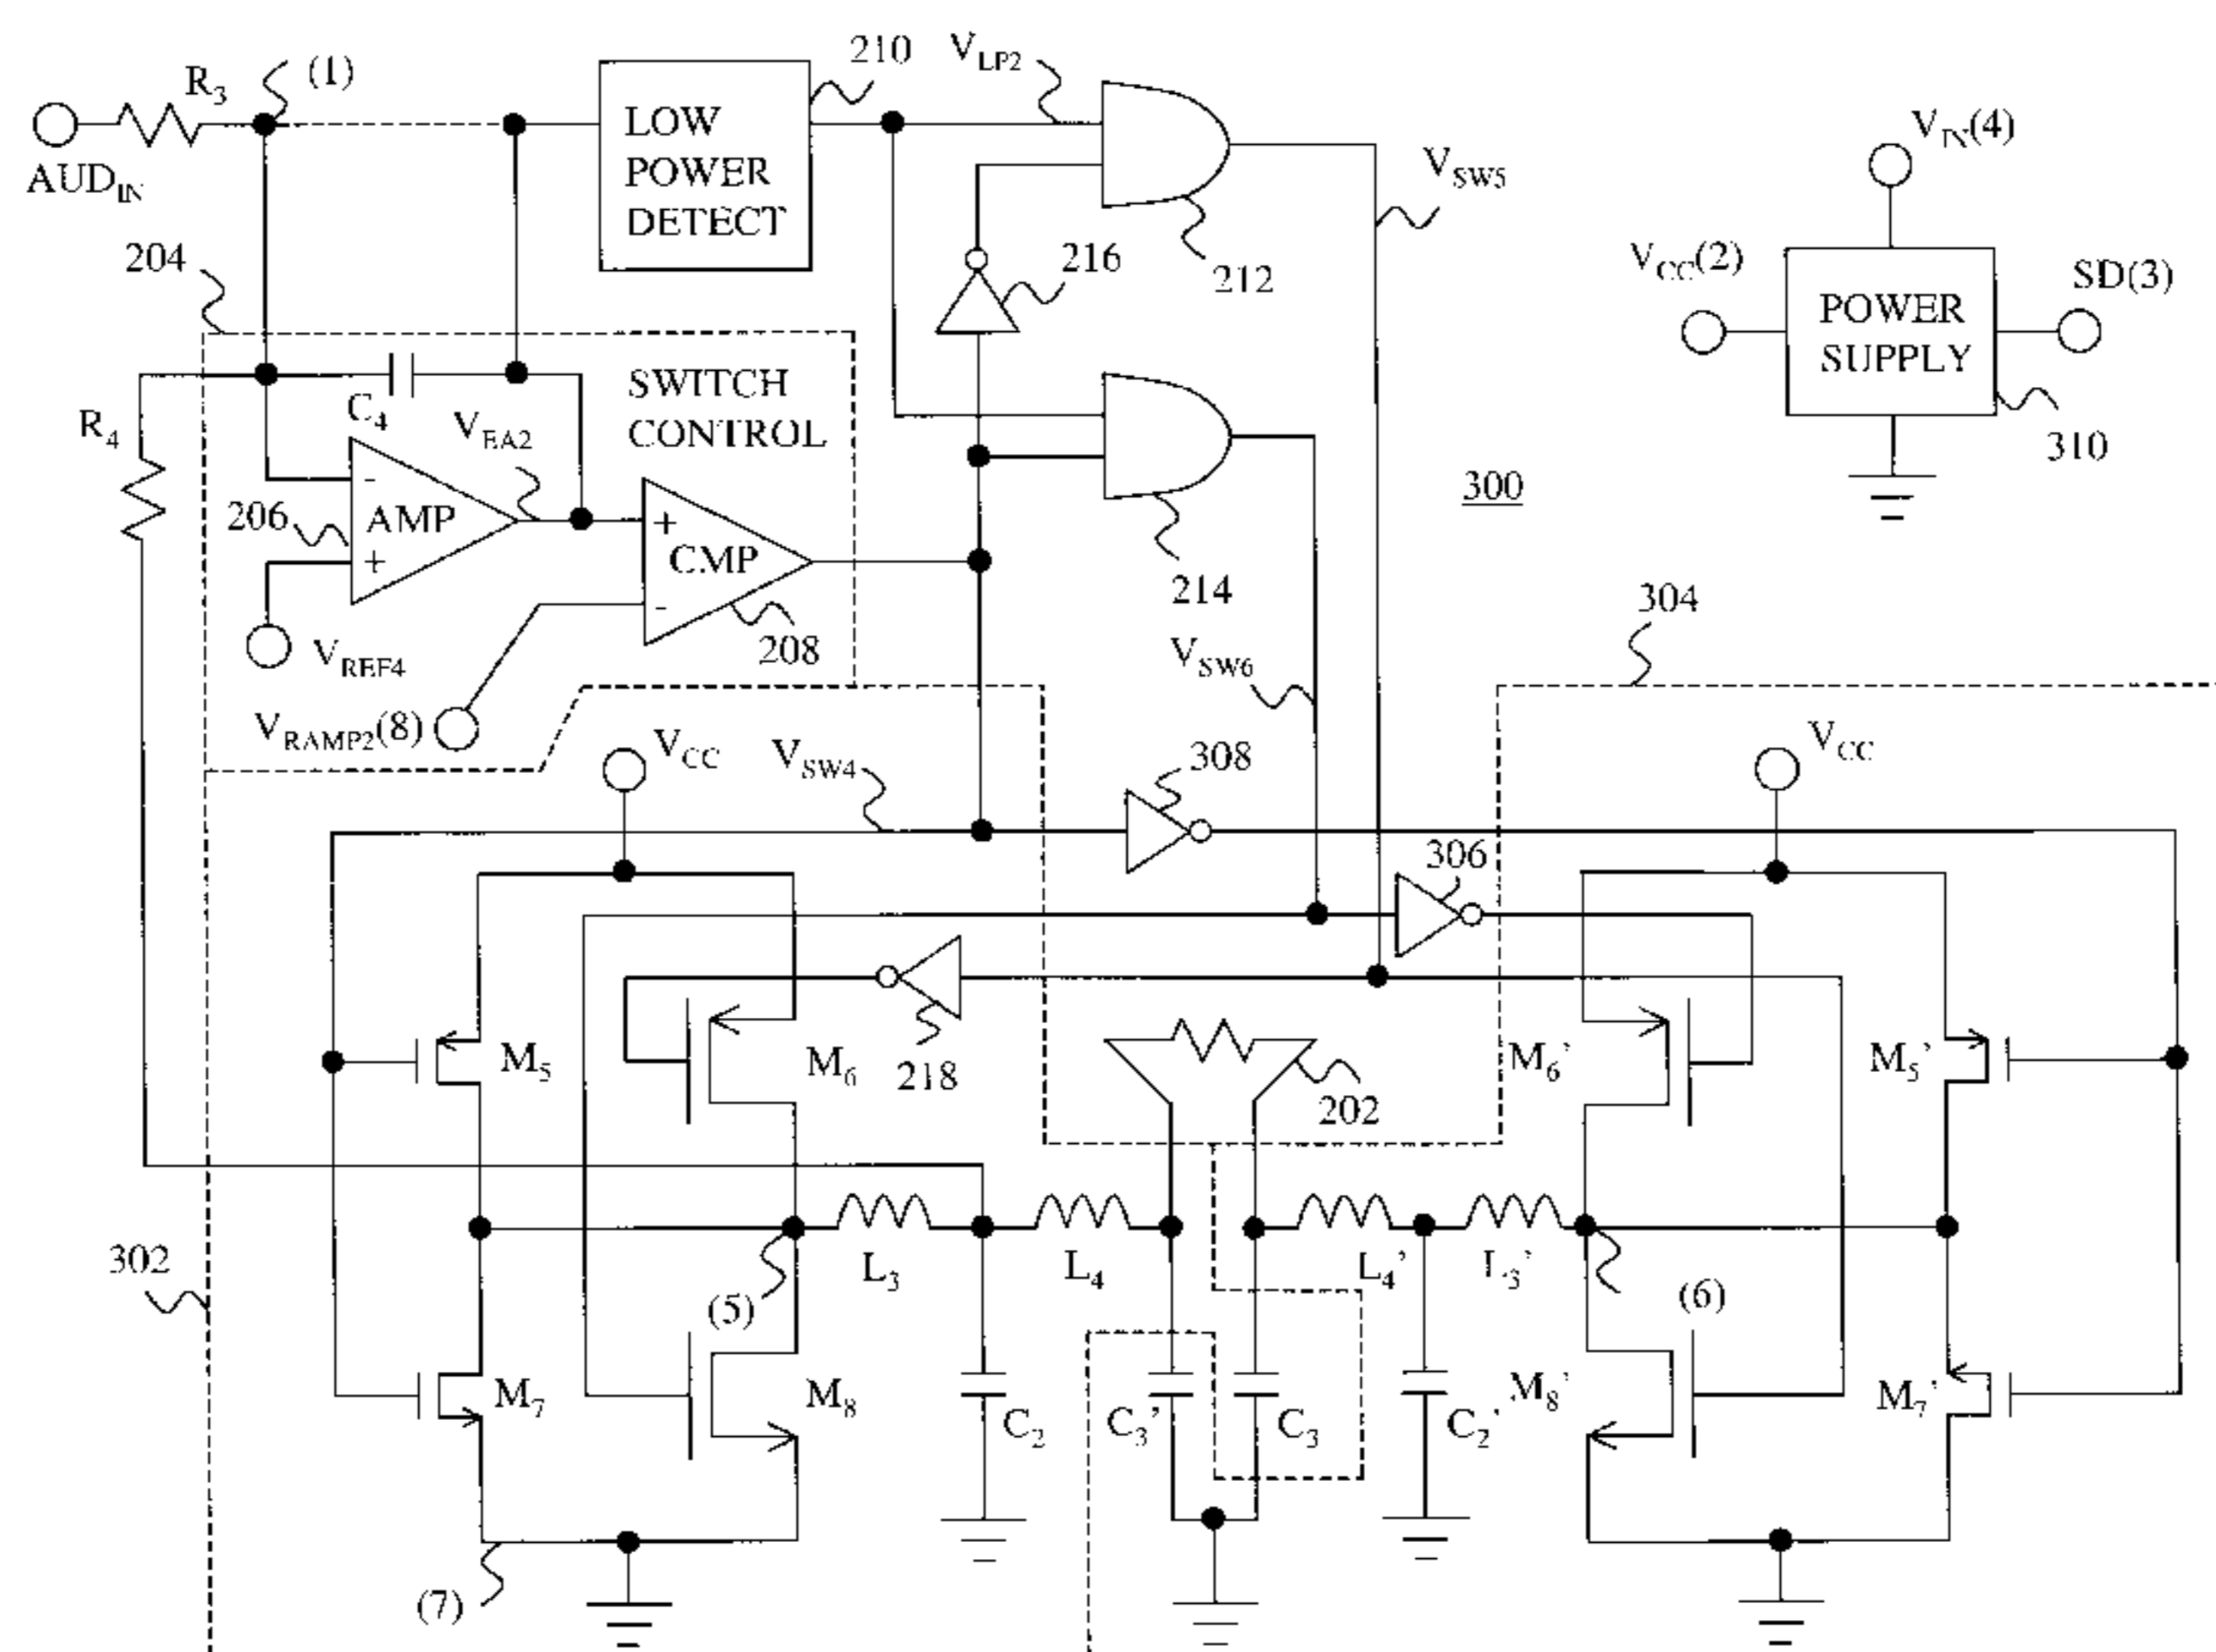 R3
(1)
210
VLP2
AUDIN
LOW
POWER
DETECT
VSW5
VIN(4)
204
216
212
VCC(2)
SD(3)
POWER
SUPPLY
SWITCH
CONTROL
C4
VEA2
R4
310
300
206
-
AMP
+
+
CMP
-
208
214
304
VREF4
VSW6
VRAMP2(8)
VCC
VSW4
308
VCC
306
M5
M6
218
202
M6'
M5'
302
L3
L4
L4'
L3'
(5)
(6)
M7
M8
C2
C3'
C3
C2'
M8'
M7'
(7)